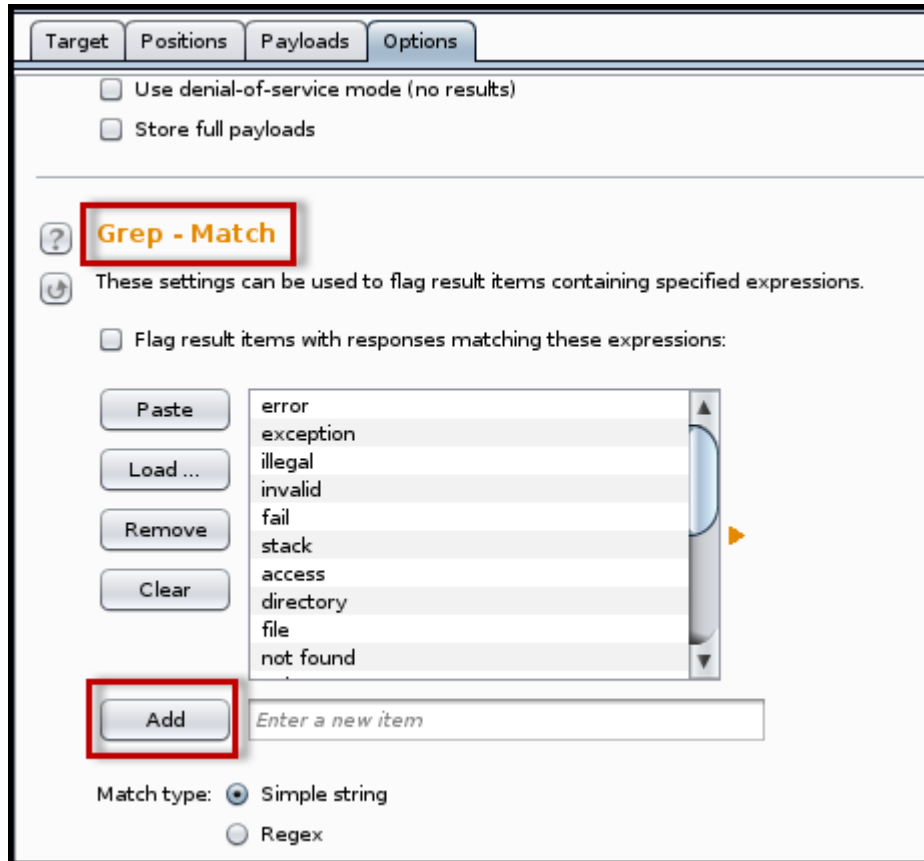 Target Positions Payloads Options
Use denial-of-service mode (no results)
Store full payloads
?
Grep - Match
These settings can be used to flag result items containing specified expressions.
Flag result items with responses matching these expressions:
Paste
Load ...
Remove
Clear
error
exception
illegal
invalid
fail
stack
access
directory
file
not found
Add
Enter a new item
Match type: Simple string
Regex